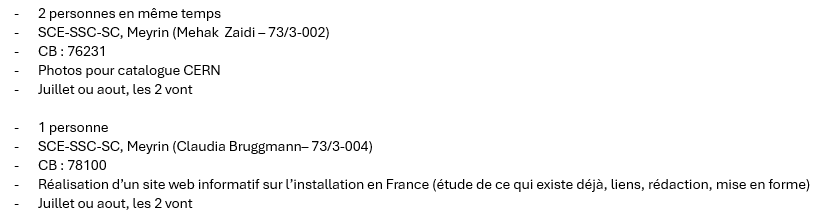 - 2 personnes en même temps
- SCE-SSC-SC, Meyrin (Mehak Zaidi – 73/3-002)
- CB : 76231
- Photos pour catalogue CERN
- Juillet ou aout, les 2 vont
- 1 personne
- SCE-SSC-SC, Meyrin (Claudia Bruggmann– 73/3-004)
- CB : 78100
- Réalisation d’un site web informatif sur l’installation en France (étude de ce qui existe déjà, liens, rédaction, mise en forme)
- Juillet ou aout, les 2 vont